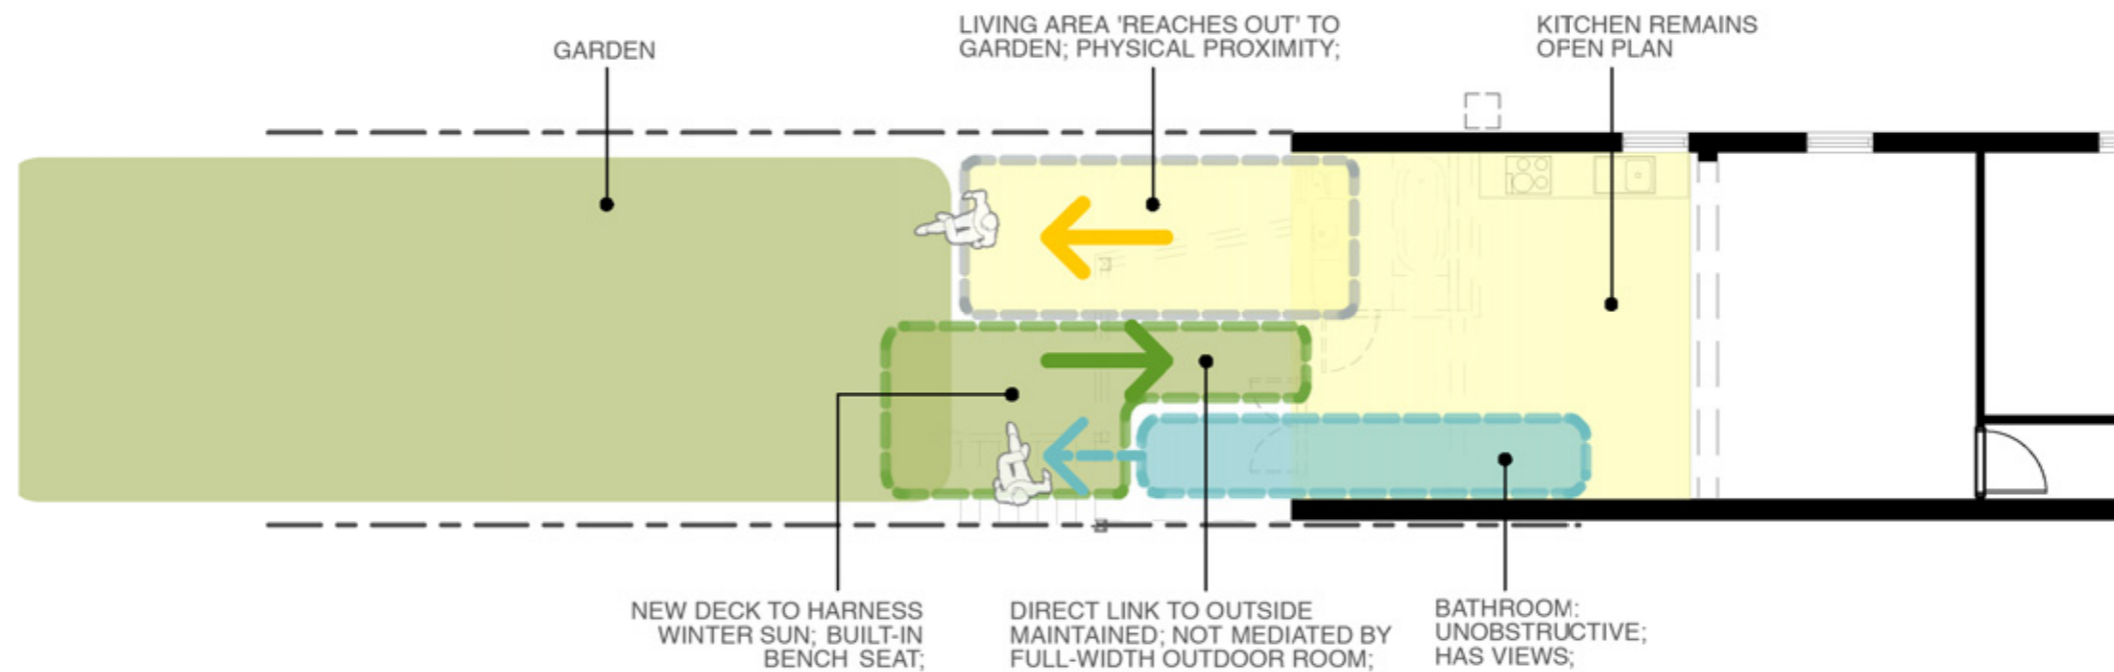 GARDEN
LIVING AREA 'REACHES OUT' TO
GARDEN; PHYSICAL PROXIMITY;
KITCHEN REMAINS
OPEN PLAN
NEW DECK TO HARNESS
WINTER SUN; BUILT-IN
BENCH SEAT;
DIRECT LINK TO OUTSIDE
MAINTAINED; NOT MEDIATED BY
FULL-WIDTH OUTDOOR ROOM;
BATHROOM:
UNOBSTRUCTIVE;
HAS VIEWS;